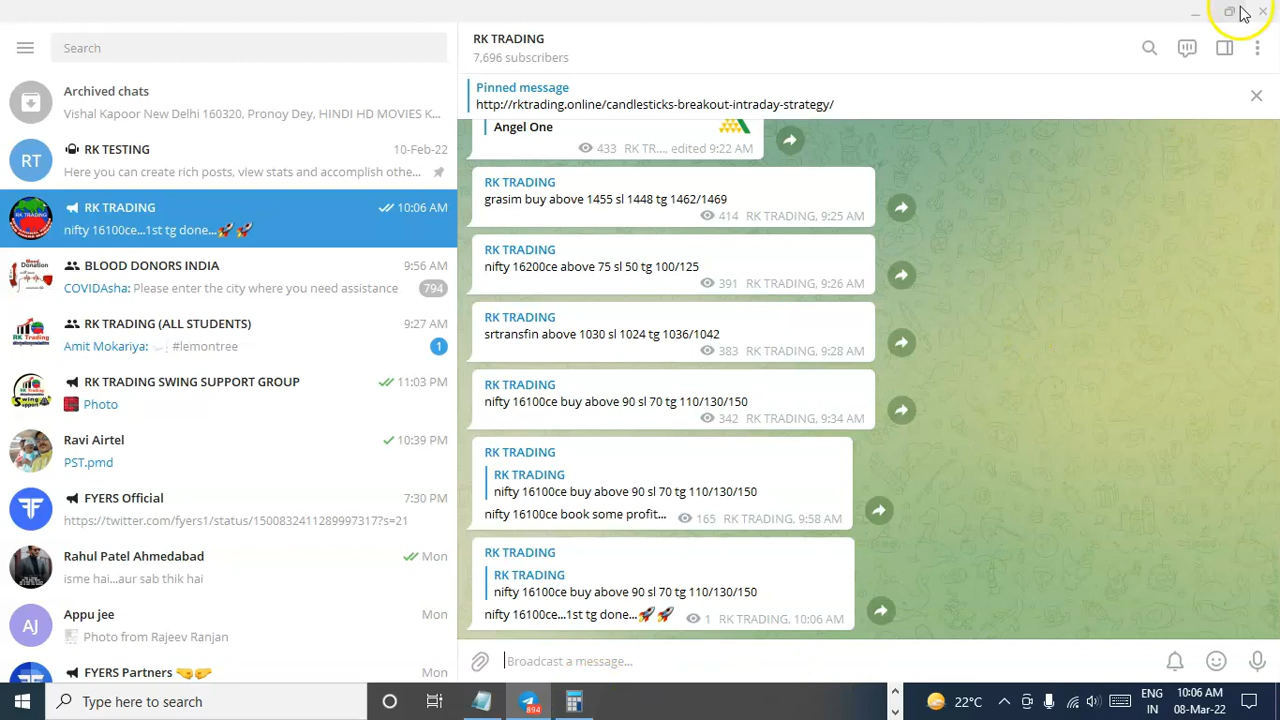 Search
Archived chats
Vishal Kapoor New Delhi 160320, Pronoy Dey, HINDI HD MOVIES K...
RT
RK TESTING
10-Feb-22
Here you can create rich posts, view stats and accomplish othe...
RK TRADING
10:06 AM
nifty 16100ce...1st tg done...🚀🚀
BLOOD DONORS INDIA
9:56 AM
COVIDAsha: Please enter the city where you need assistance
794
RK TRADING (ALL STUDENTS)
9:27 AM
Amit Mokariya: #lemontree
1
RK TRADING SWING SUPPORT GROUP
11:03 PM
Photo
Ravi Airtel
10:39 PM
PST.pmd
FYERS Official
7:30 PM
https://twitter.com/fyers1/status/1500832411289997317?s=21
Rahul Patel Ahmedabad
Mon
isme hai...aur sab thik hai
AJ
Appu jee
Mon
Photo from Rajeev Ranjan
FYERS Partners 🤝🤝
Mon
RK TRADING
7,696 subscribers
Pinned message
http://rktrading.online/candlesticks-breakout-intraday-strategy/
Angel One
433 RK TR..., edited 9:22 AM
RK TRADING
grasim buy above 1455 sl 1448 tg 1462/1469
414 RK TRADING, 9:25 AM
RK TRADING
nifty 16200ce above 75 sl 50 tg 100/125
391 RK TRADING, 9:26 AM
RK TRADING
srtransfin above 1030 sl 1024 tg 1036/1042
383 RK TRADING, 9:28 AM
RK TRADING
nifty 16100ce buy above 90 sl 70 tg 110/130/150
342 RK TRADING, 9:34 AM
RK TRADING
RK TRADING
nifty 16100ce buy above 90 sl 70 tg 110/130/150
nifty 16100ce book some profit...
165 RK TRADING, 9:58 AM
RK TRADING
RK TRADING
nifty 16100ce buy above 90 sl 70 tg 110/130/150
nifty 16100ce...1st tg done...🚀🚀
1 RK TRADING, 10:06 AM
Broadcast a message...
Type here to search
894
22°C
ENG
IN
10:06 AM
08-Mar-22